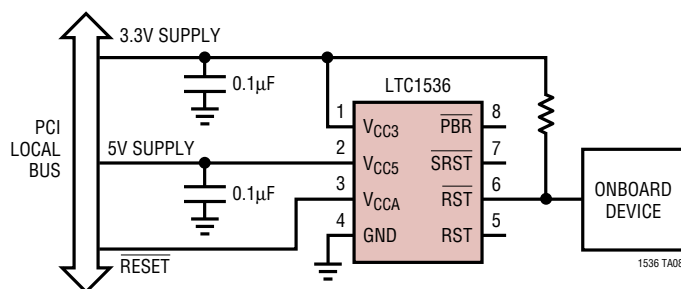 3.3V SUPPLY
0.1µF
LTC1536
PCI
LOCAL
BUS
5V SUPPLY
0.1µF
RESET
1 VCC3
2 VCC5
3 VCCA
4 GND
PBR 8
SRST 7
RST 6
RST 5
ONBOARD
DEVICE
1536 TA08